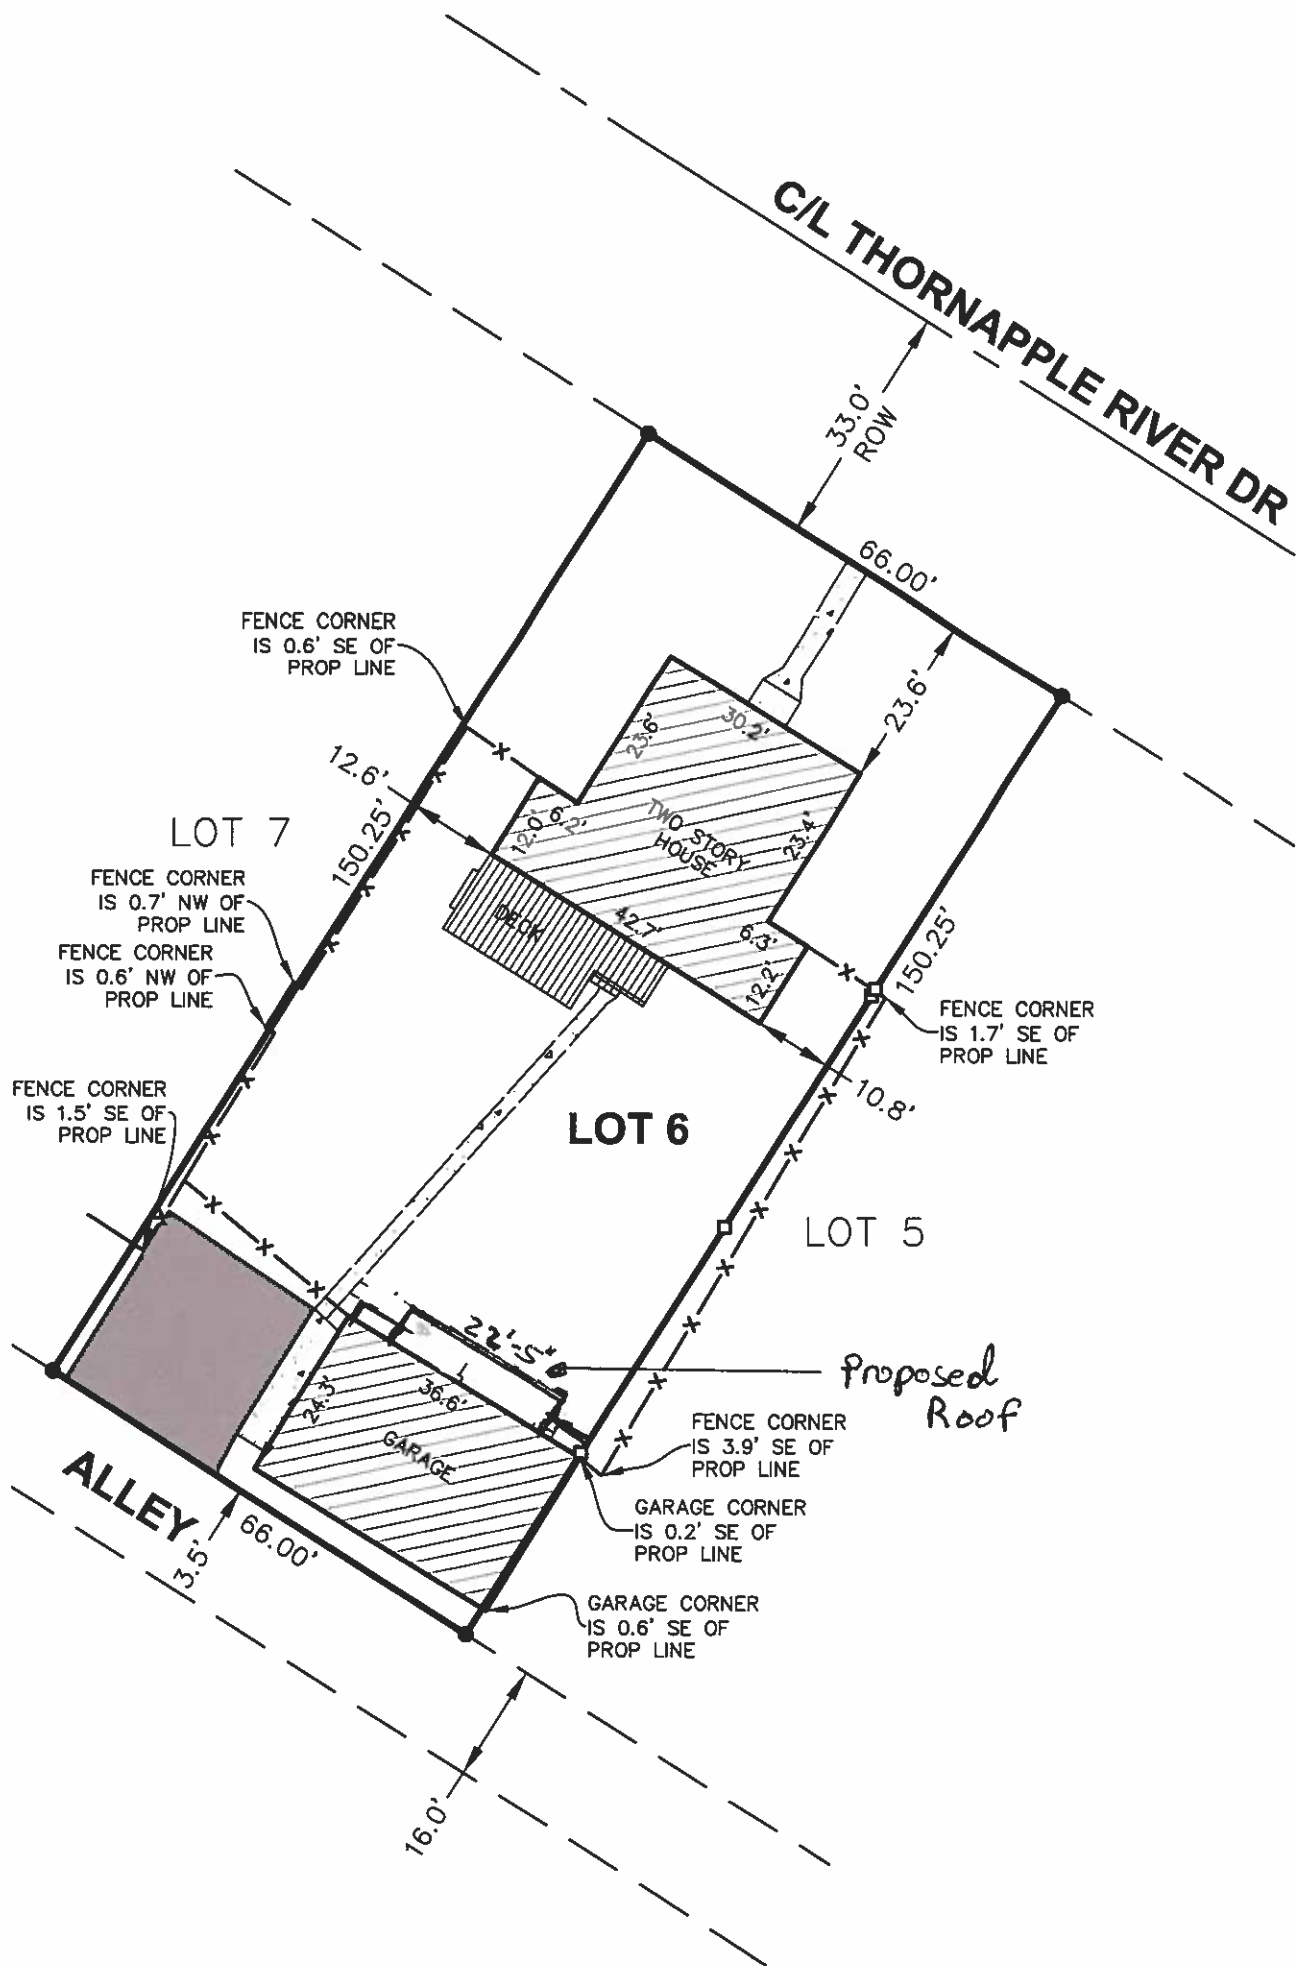 C/L THORNAPPLE RIVER DR
33.0'
ROW
66.00'
FENCE CORNER
IS 0.6' SE OF
PROP LINE
23.6'
30.2'
23.6'
12.6'
LOT 7
150.25'
12.0'
6.2'
TWO STORY
HOUSE
23.4'
FENCE CORNER
IS 0.7' NW OF
PROP LINE
DECK
42.7'
6.3'
12.2'
150.25'
FENCE CORNER
IS 0.6' NW OF
PROP LINE
FENCE CORNER
IS 1.7' SE OF
PROP LINE
10.8'
FENCE CORNER
IS 1.5' SE OF
PROP LINE
LOT 6
LOT 5
22'-5"
Proposed
Roof
36.6'
24.3'
GARAGE
FENCE CORNER
IS 3.9' SE OF
PROP LINE
ALLEY
3.5'
66.00'
GARAGE CORNER
IS 0.2' SE OF
PROP LINE
GARAGE CORNER
IS 0.6' SE OF
PROP LINE
16.0'